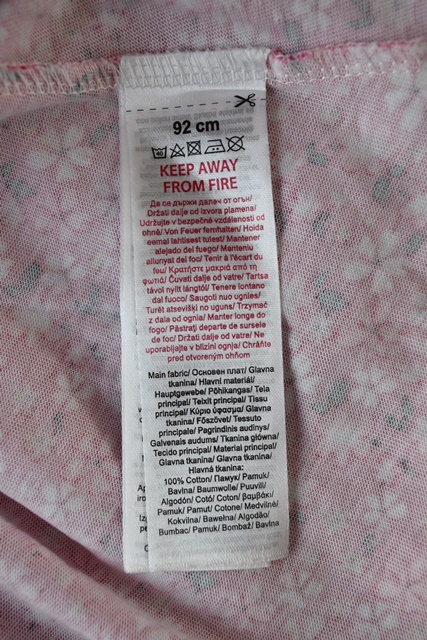 92 cm
40
KEEP AWAY
FROM FIRE
Да се държи далеч от огън/
Držati dalje od izvora plamena/
Udržujte v bezpečné vzdálenosti od
ohně/ Von Feuer fernhalten/ Hoida
eemal lahtisest tulest/ Mantener
alejado del fuego/ Manteniu
allunyat del foc/ Tenir à l'écart du
feu/ Κρατήστε μακριά από τη
φωτιά/ Čuvati dalje od vatre/ Tartsa
távol nyílt lángtól/ Tenere lontano
dal fuoco/ Saugoti nuo ugnies/
Turēt atsevišķi no uguns/ Trzymać
z dala od ognia/ Manter longe do
fogo/ Păstrați departe de sursele
de foc/ Držati dalje od vatre/ Ne
uporabljajte v bližini ognja/ Chráňte
pred otvoreným ohňom
Main fabric/ Основен плат/ Glavna
tkanina/ Hlavní materiál/
Hauptgewebe/ Põhikangas/ Tela
principal/ Teixit principal/ Tissu
principal/ Κύριο ύφασμα/ Glavna
tkanina/ Főszövet/ Tessuto
principale/ Pagrindinis audinys/
Galvenais audums/ Tkanina główna/
Tecido principal/ Material principal/
Glavna tkanina/ Glavna tkanina/
Hlavná tkanina:
100% Cotton/ Памук/ Pamuk/
Bavlna/ Baumwolle/ Puuvill/
Algodón/ Cotó/ Coton/ Βαμβάκι/
Pamuk/ Pamut/ Cotone/ Medvilnė/
Kokvilna/ Bawełna/ Algodão/
Bumbac/ Pamuk/ Bombaž/ Bavlna